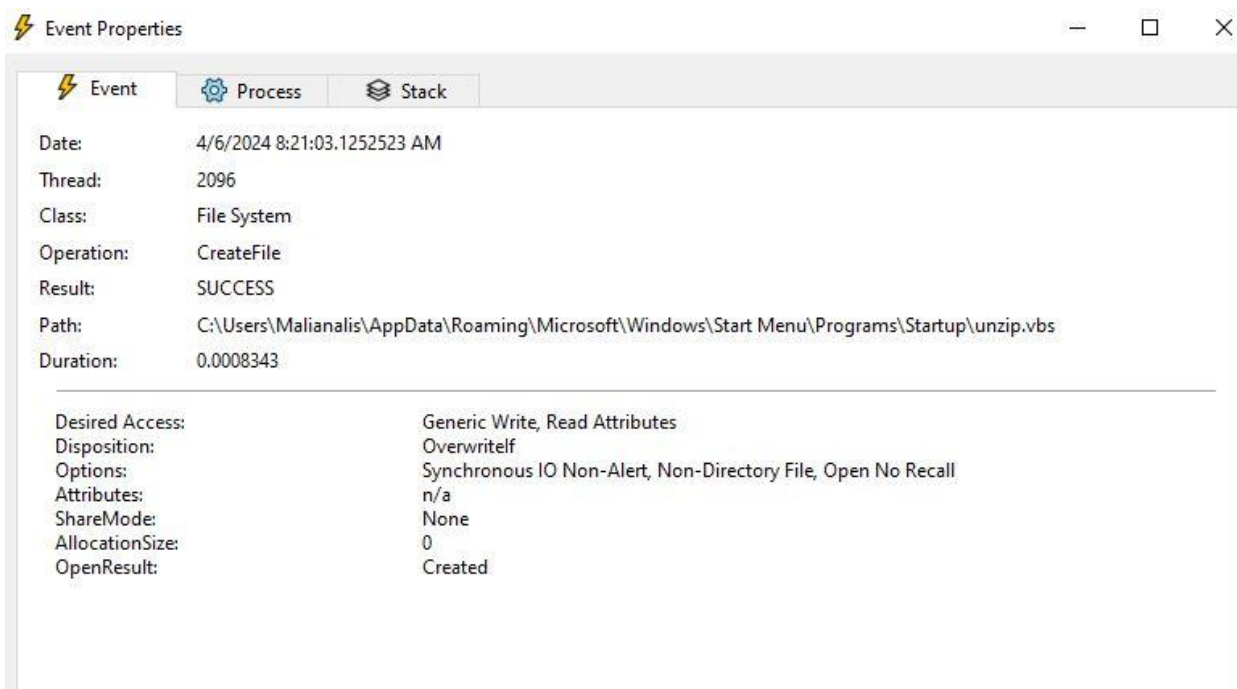 Event Properties
Event Process Stack
Date: 4/6/2024 8:21:03.1252523 AM
Thread: 2096
Class: File System
Operation: CreateFile
Result: SUCCESS
Path: C:\Users\Malianalis\AppData\Roaming\Microsoft\Windows\Start Menu\Programs\Startup\unzip.vbs
Duration: 0.0008343
Desired Access: Generic Write, Read Attributes
Disposition: OverwriteIf
Options: Synchronous IO Non-Alert, Non-Directory File, Open No Recall
Attributes: n/a
ShareMode: None
AllocationSize: 0
OpenResult: Created